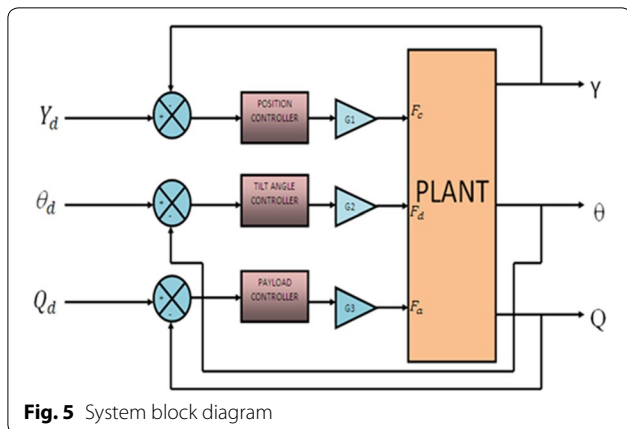 Y_d
+
-
POSITION
CONTROLLER
G1
F_c
Y
θ_d
+
-
TILT ANGLE
CONTROLLER
G2
F_d
PLANT
θ
Q_d
+
-
PAYLOAD
CONTROLLER
G3
F_a
Q
Fig. 5 System block diagram